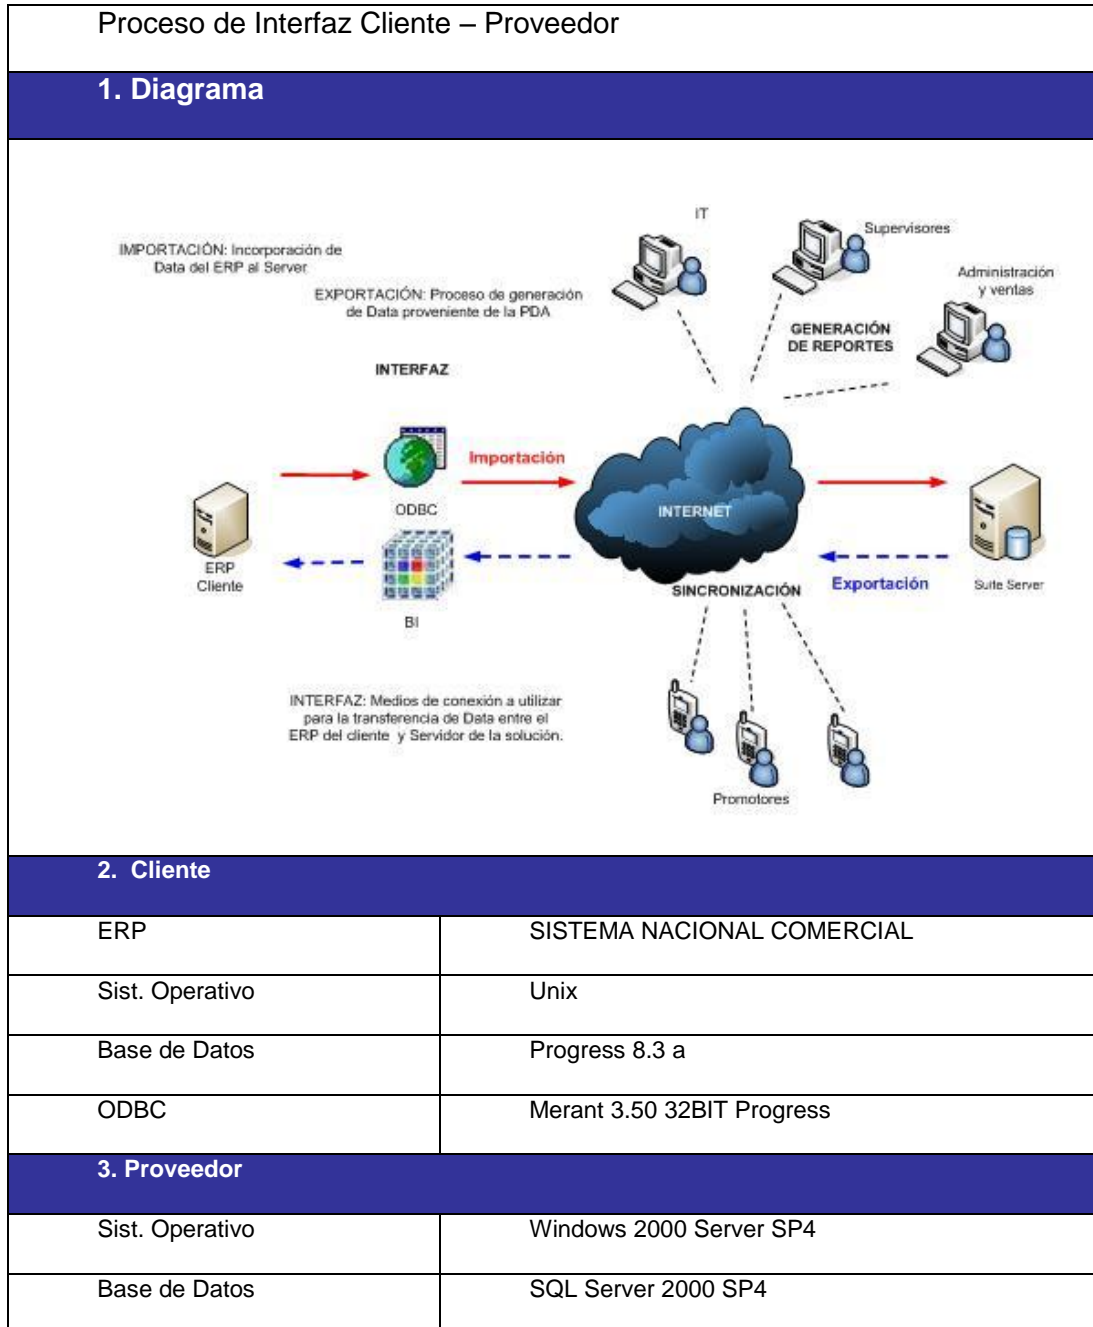 Proceso de Interfaz Cliente – Proveedor
1. Diagrama
IT
Supervisores
IMPORTACIÓN: Incorporación de
Data del ERP al Server
Administración
y ventas
EXPORTACIÓN: Proceso de generación
de Data proveniente de la PDA
GENERACIÓN
DE REPORTES
INTERFAZ
Importación
ODBC
INTERNET
ERP
Cliente
SINCRONIZACIÓN
Exportación
Suite Server
BI
INTERFAZ: Medios de conexión a utilizar
para la transferencia de Data entre el
ERP del cliente y Servidor de la solución.
Promotores
2. Cliente
ERP SISTEMA NACIONAL COMERCIAL
Sist. Operativo Unix
Base de Datos Progress 8.3 a
ODBC Merant 3.50 32BIT Progress
3. Proveedor
Sist. Operativo Windows 2000 Server SP4
Base de Datos SQL Server 2000 SP4